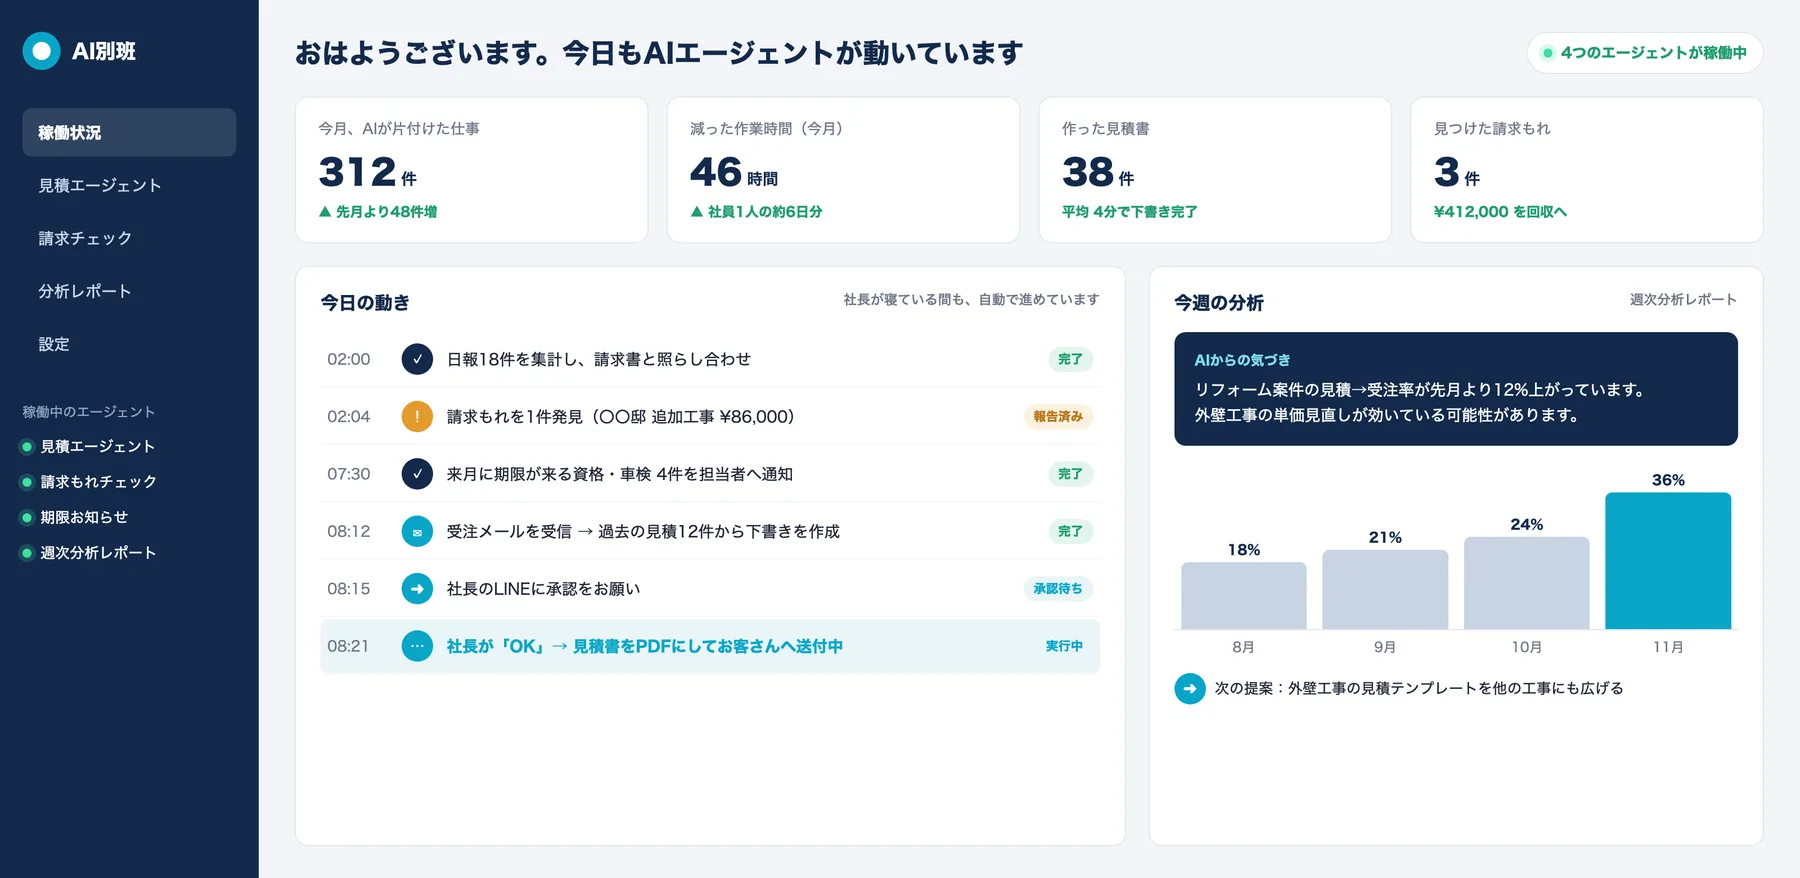 AI別班
稼働状況
見積エージェント
請求チェック
分析レポート
設定
稼働中のエージェント
見積エージェント
請求もれチェック
期限お知らせ
週次分析レポート
おはようございます。今日もAIエージェントが動いています
4つのエージェントが稼働中
今月、AIが片付けた仕事
312 件
▲ 先月より48件増
減った作業時間（今月）
46 時間
▲ 社員1人の約6日分
作った見積書
38 件
平均 4分で下書き完了
見つけた請求もれ
3 件
¥412,000 を回収へ
今日の動き
社長が寝ている間も、自動で進めています
02:00 ✓ 日報18件を集計し、請求書と照らし合わせ 完了
02:04 ! 請求もれを1件発見（〇〇邸 追加工事 ¥86,000） 報告済み
07:30 ✓ 来月に期限が来る資格・車検 4件を担当者へ通知 完了
08:12 ✉ 受注メールを受信 → 過去の見積12件から下書きを作成 完了
08:15 ➜ 社長のLINEに承認をお願い 承認待ち
08:21 … 社長が「OK」→ 見積書をPDFにしてお客さんへ送付中 実行中
今週の分析
週次分析レポート
AIからの気づき
リフォーム案件の見積→受注率が先月より12%上がっています。
外壁工事の単価見直しが効いている可能性があります。
18% 21% 24% 36%
8月 9月 10月 11月
➜ 次の提案：外壁工事の見積テンプレートを他の工事にも広げる